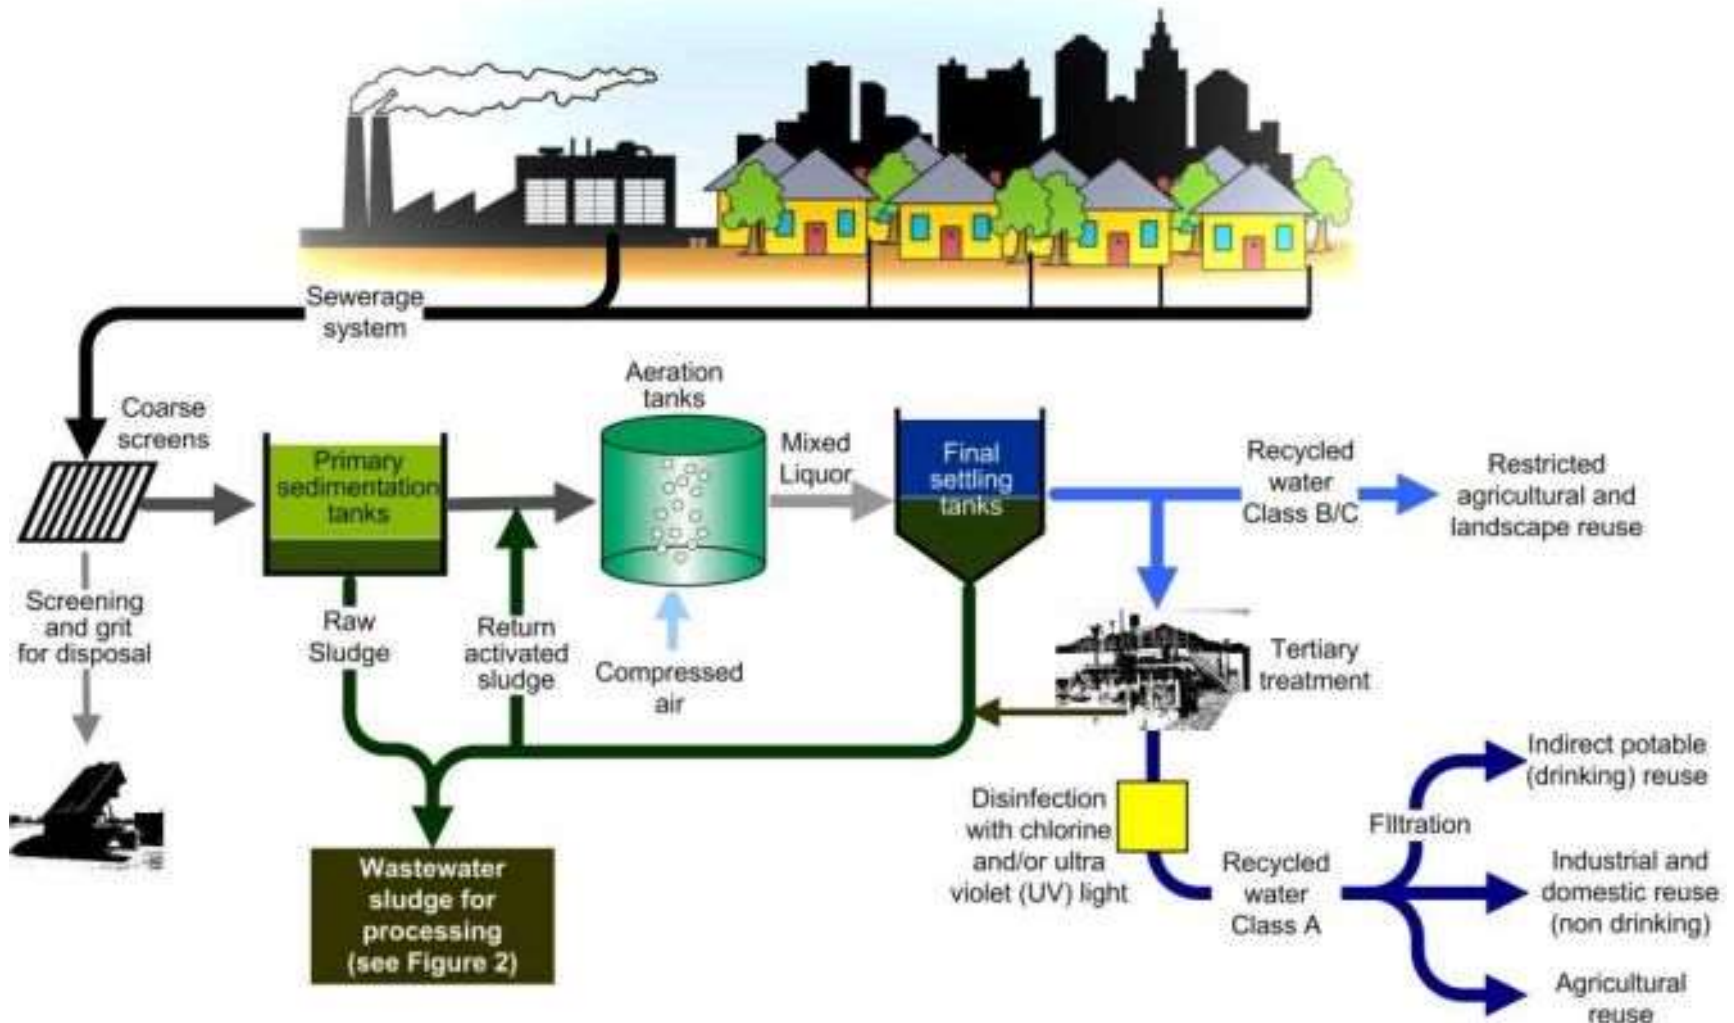 Sewerage
system
Coarse
screens
Aeration
tanks
Primary
sedimentation
tanks
Mixed
Liquor
Final
settling
tanks
Recycled
water
Class B/C
Restricted
agricultural and
landscape reuse
Screening
and grit
for disposal
Raw
Sludge
Return
activated
sludge
Compressed
air
Tertiary
treatment
Wastewater
sludge for
processing
(see Figure 2)
Disinfection
with chlorine
and/or ultra
violet (UV) light
Recycled
water
Class A
FIltration
Indirect potable
(drinking) reuse
Industrial and
domestic reuse
(non drinking)
Agricultural
reuse